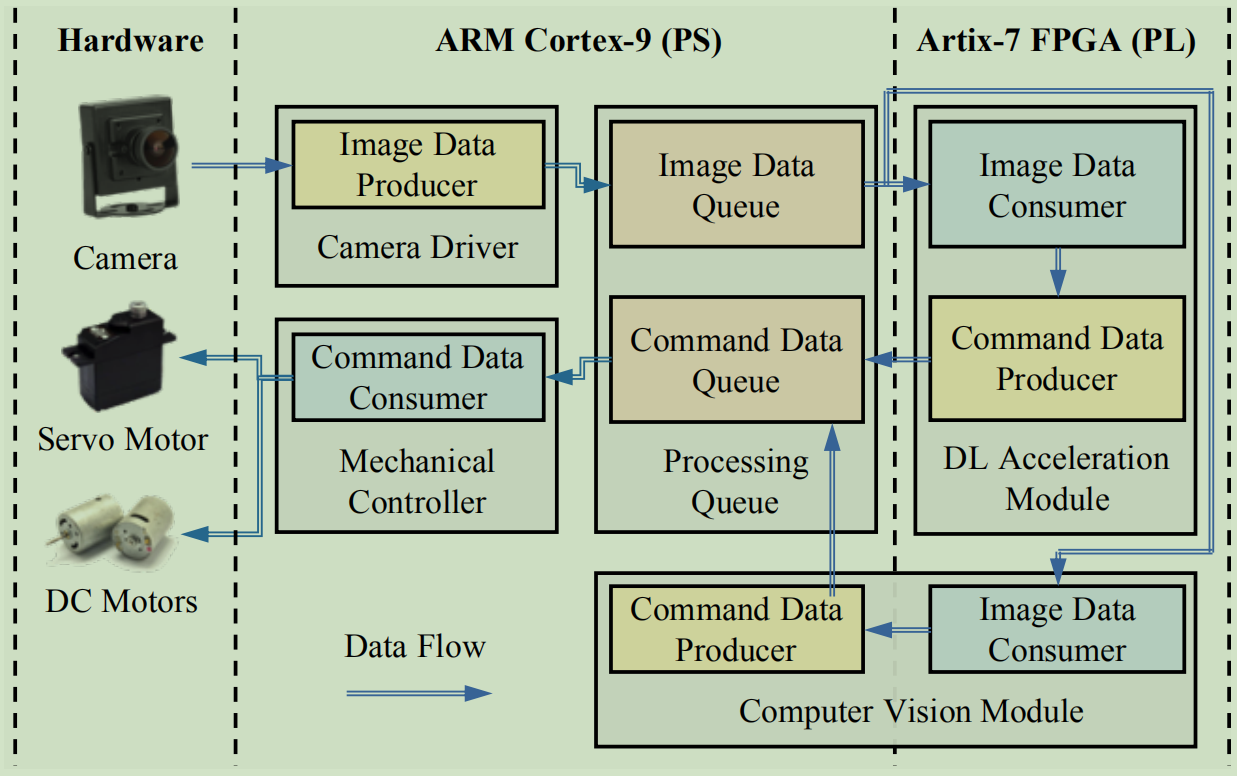 Hardware
ARM Cortex-9 (PS)
Artix-7 FPGA (PL)
Camera
Servo Motor
DC Motors
Image Data
Producer
Camera Driver
Command Data
Consumer
Mechanical
Controller
Data Flow
Image Data
Queue
Command Data
Queue
Processing
Queue
Image Data
Consumer
Command Data
Producer
DL Acceleration
Module
Command Data
Producer
Image Data
Consumer
Computer Vision Module